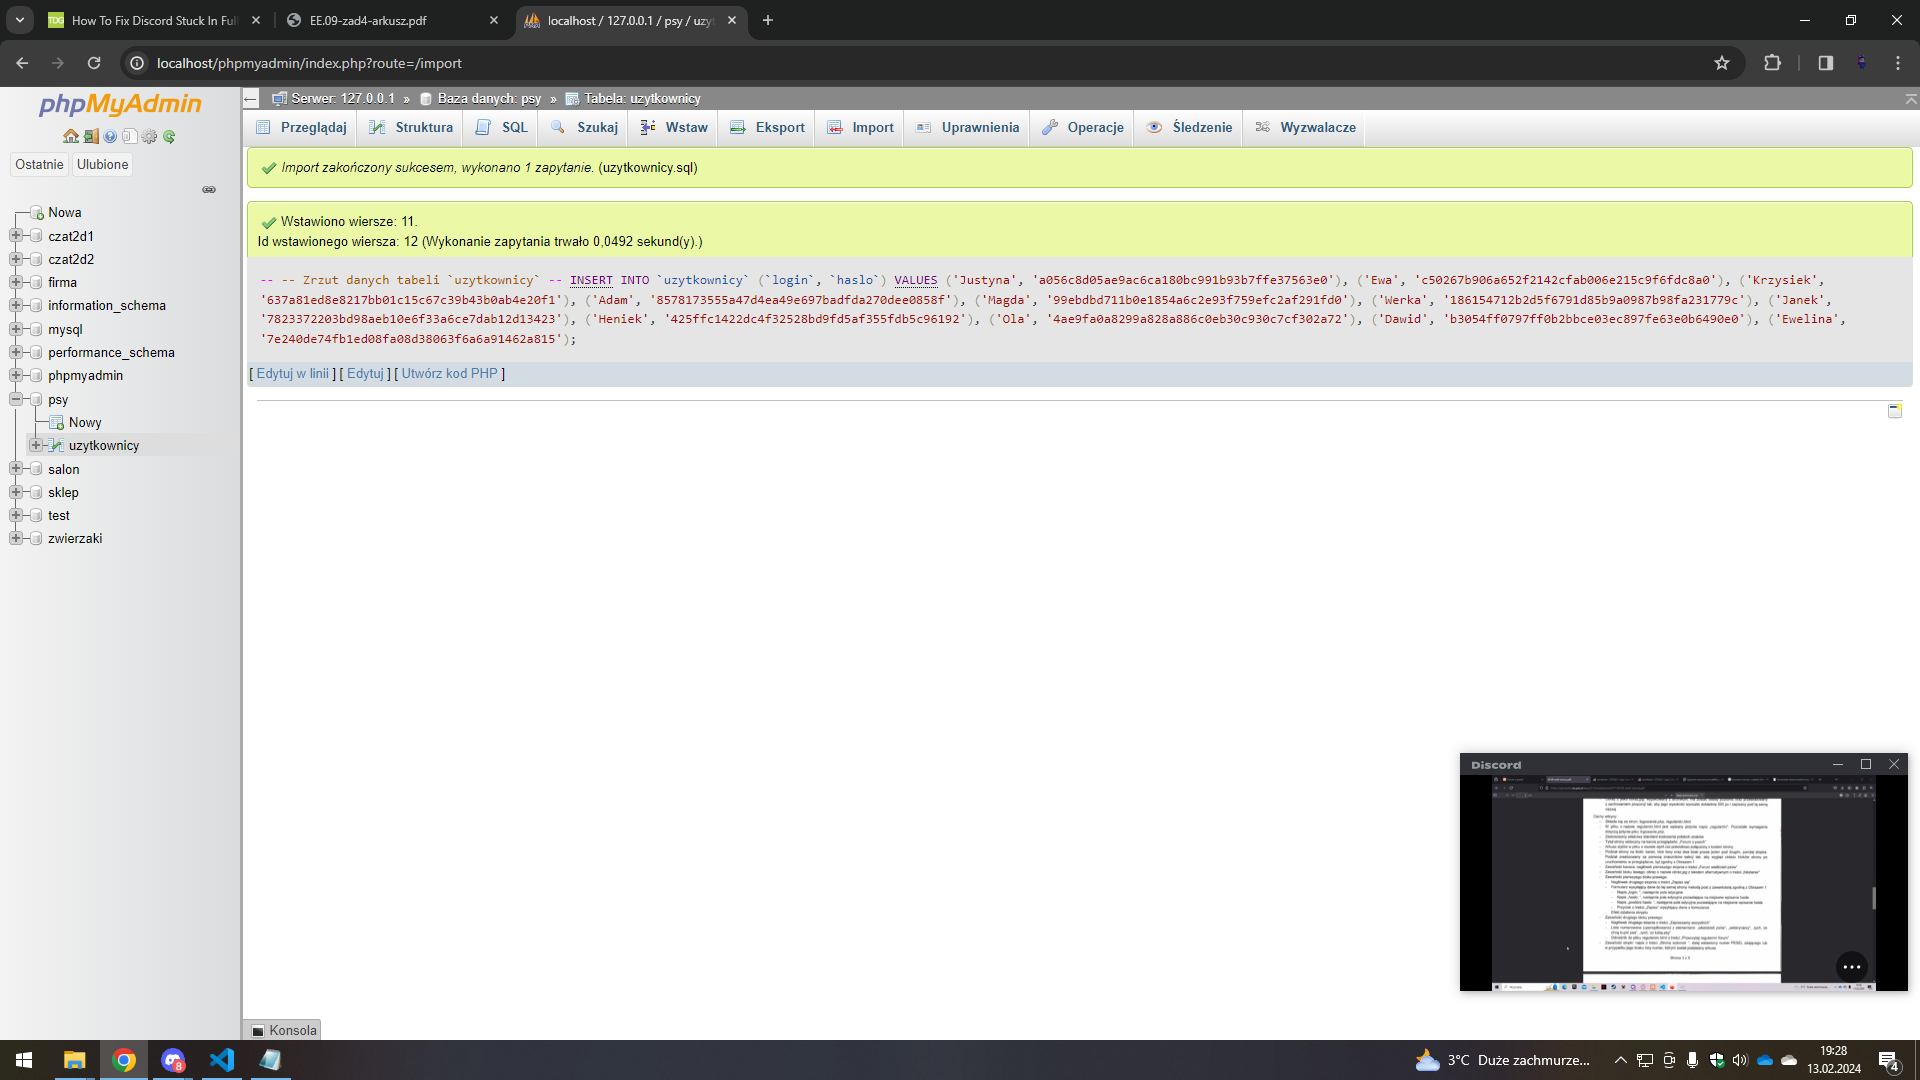 How To Fix Discord Stuck In Full
EE.09-zad4-arkusz.pdf
localhost / 127.0.0.1 / psy / uzyt
localhost/phpmyadmin/index.php?route=/import
phpMyAdmin
Ostatnie
Ulubione
Nowa
czat2d1
czat2d2
firma
information_schema
mysql
performance_schema
phpmyadmin
psy
Nowy
uzytkownicy
salon
sklep
test
zwierzaki
Serwer: 127.0.0.1 » Baza danych: psy » Tabela: uzytkownicy
Przeglądaj Struktura SQL Szukaj Wstaw Eksport Import Uprawnienia Operacje Śledzenie Wyzwalacze
Import zakończony sukcesem, wykonano 1 zapytanie. (uzytkownicy.sql)
Wstawiono wiersze: 11.
Id wstawionego wiersza: 12 (Wykonanie zapytania trwało 0,0492 sekund(y).)
-- -- Zrzut danych tabeli `uzytkownicy` -- INSERT INTO `uzytkownicy` (`login`, `haslo`) VALUES ('Justyna', 'a056c8d05ae9ac6ca180bc991b93b7ffe37563e0'), ('Ewa', 'c50267b906a652f2142cfab006e215c9f6fdc8a0'), ('Krzysiek',
'637a81ed8e8217bb01c15c67c39b43b0ab4e20f1'), ('Adam', '8578173555a47d4ea49e697badfda270dee0858f'), ('Magda', '99ebdbd711b0e1854a6c2e93f759efc2af291fd0'), ('Werka', '186154712b2d5f6791d85b9a0987b98fa231779c'), ('Janek',
'7823372203bd98aeb10e6f33a6ce7dab12d13423'), ('Heniek', '425ffc1422dc4f32528bd9fd5af355fdb5c96192'), ('Ola', '4ae9fa0a8299a828a886c0eb30c930c7cf302a72'), ('Dawid', 'b3054ff0797ff0b2bbce03ec897fe63e0b6490e0'), ('Ewelina',
'7e240de74fb1ed08fa08d38063f6a6a91462a815');
[ Edytuj w linii ] [ Edytuj ] [ Utwórz kod PHP ]
Konsola
Discord
8
3°C Duże zachmurze...
19:28
13.02.2024
4